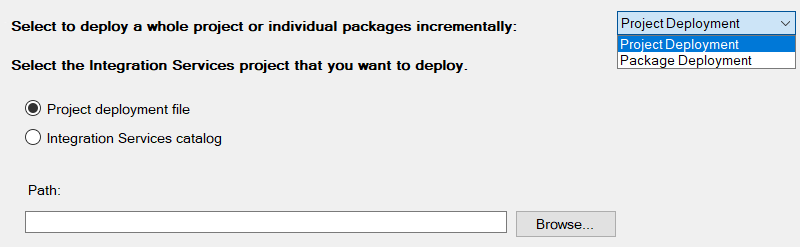 Select to deploy a whole project or individual packages incrementally:
Project Deployment
Project Deployment
Package Deployment
Select the Integration Services project that you want to deploy.
Project deployment file
Integration Services catalog
Path:
Browse...